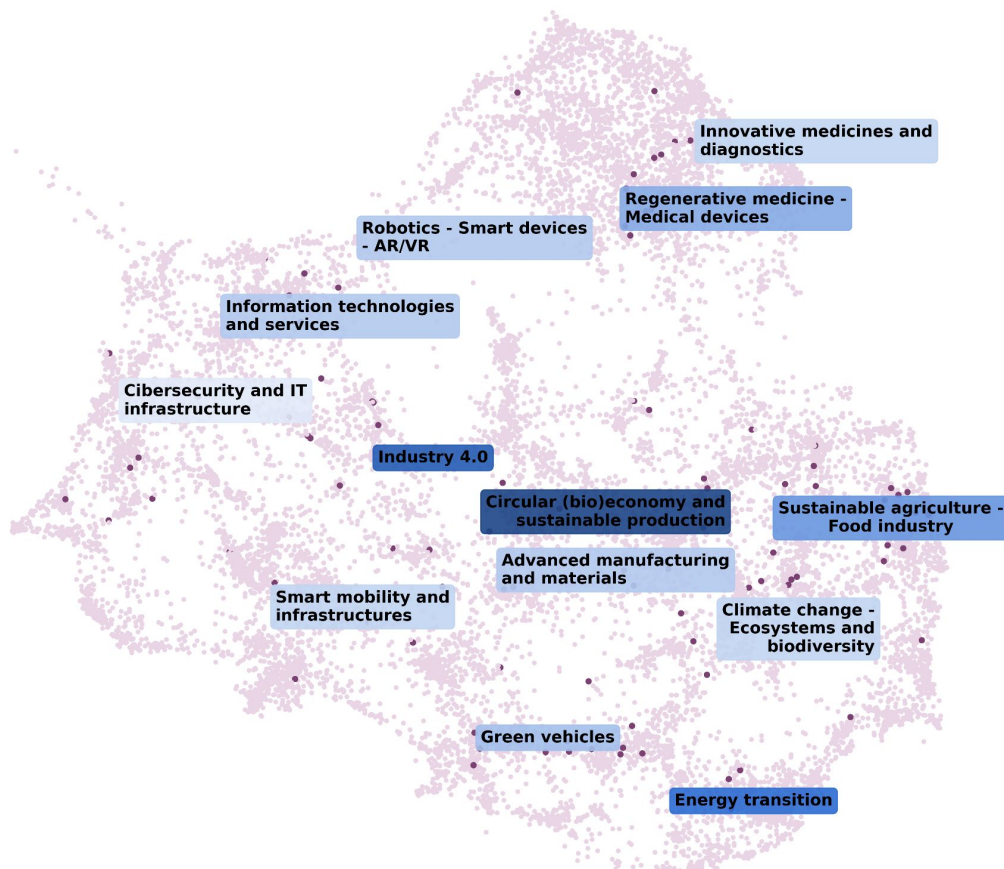 Innovative medicines and
diagnostics
Regenerative medicine -
Medical devices
Robotics - Smart devices
- AR/VR
Information technologies
and services
Cibersecurity and IT
infrastructure
Industry 4.0
Circular (bio)economy and
sustainable production
Sustainable agriculture -
Food industry
Advanced manufacturing
and materials
Smart mobility and
infrastructures
Climate change -
Ecosystems and
biodiversity
Green vehicles
Energy transition